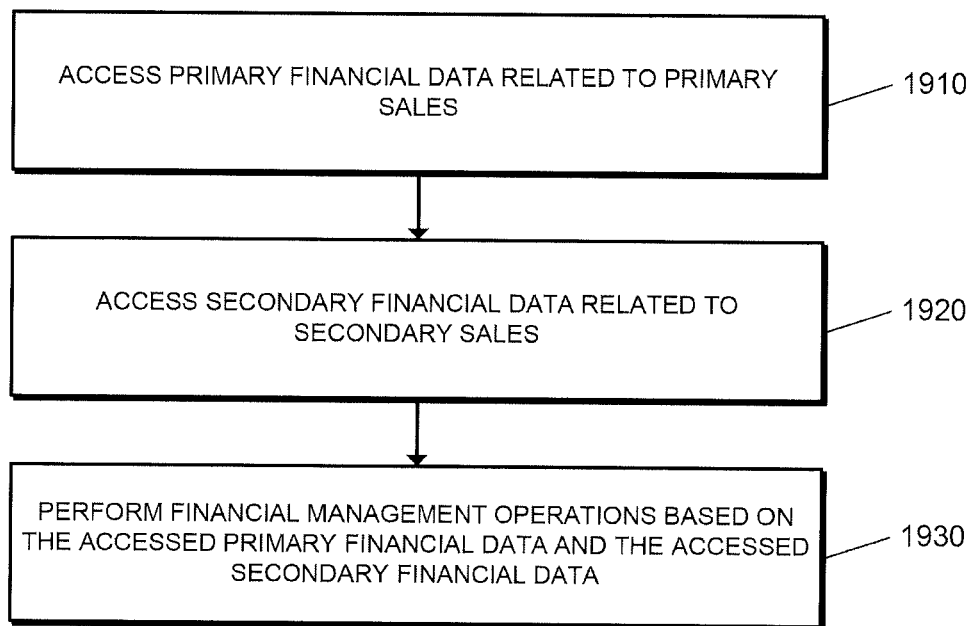 ACCESS PRIMARY FINANCIAL DATA RELATED TO PRIMARY
SALES
1910
ACCESS SECONDARY FINANCIAL DATA RELATED TO
SECONDARY SALES
1920
PERFORM FINANCIAL MANAGEMENT OPERATIONS BASED ON
THE ACCESSED PRIMARY FINANCIAL DATA AND THE ACCESSED
SECONDARY FINANCIAL DATA
1930